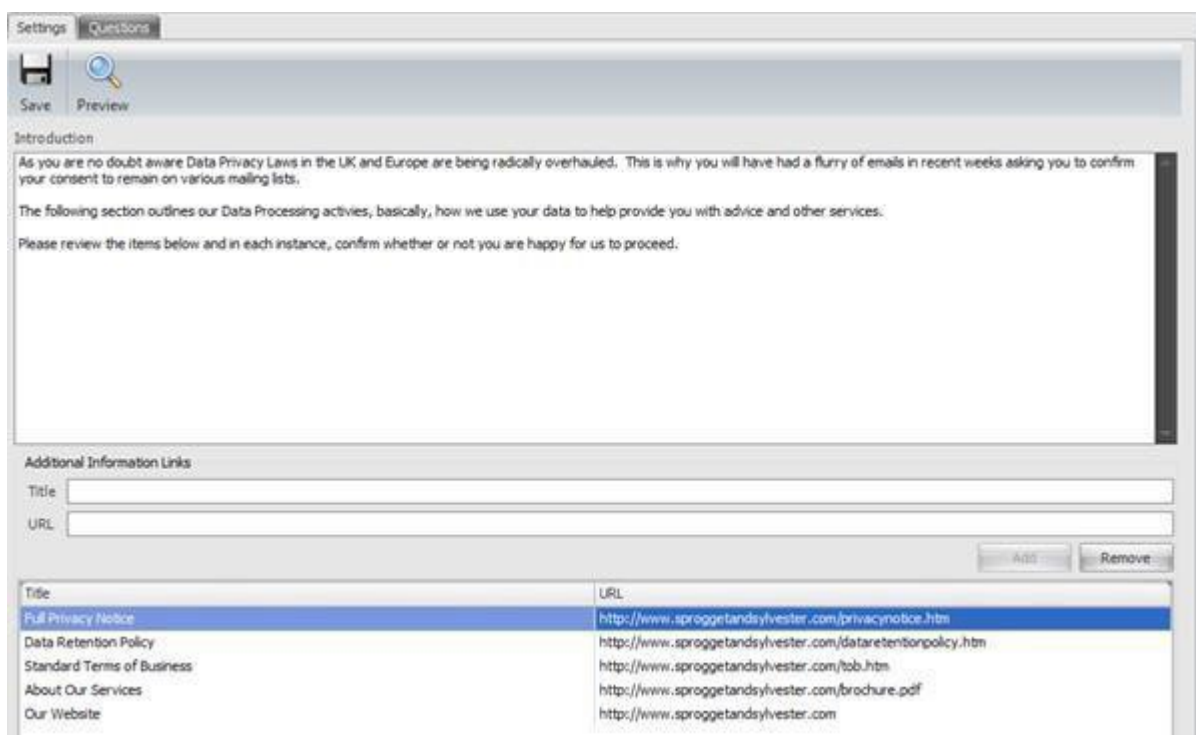 Settings Questions
Save Preview
Introduction
As you are no doubt aware Data Privacy Laws in the UK and Europe are being radically overhauled. This is why you will have had a flurry of emails in recent weeks asking you to confirm
your consent to remain on various mailing lists.
The following section outlines our Data Processing activies, basically, how we use your data to help provide you with advice and other services.
Please review the items below and in each instance, confirm whether or not you are happy for us to proceed.
Additional Information Links
Title
URL
Add Remove
Title URL
Full Privacy Notice http://www.sproggetandsylvester.com/privacynotice.htm
Data Retention Policy http://www.sproggetandsylvester.com/dataretentionpolicy.htm
Standard Terms of Business http://www.sproggetandsylvester.com/tob.htm
About Our Services http://www.sproggetandsylvester.com/brochure.pdf
Our Website http://www.sproggetandsylvester.com